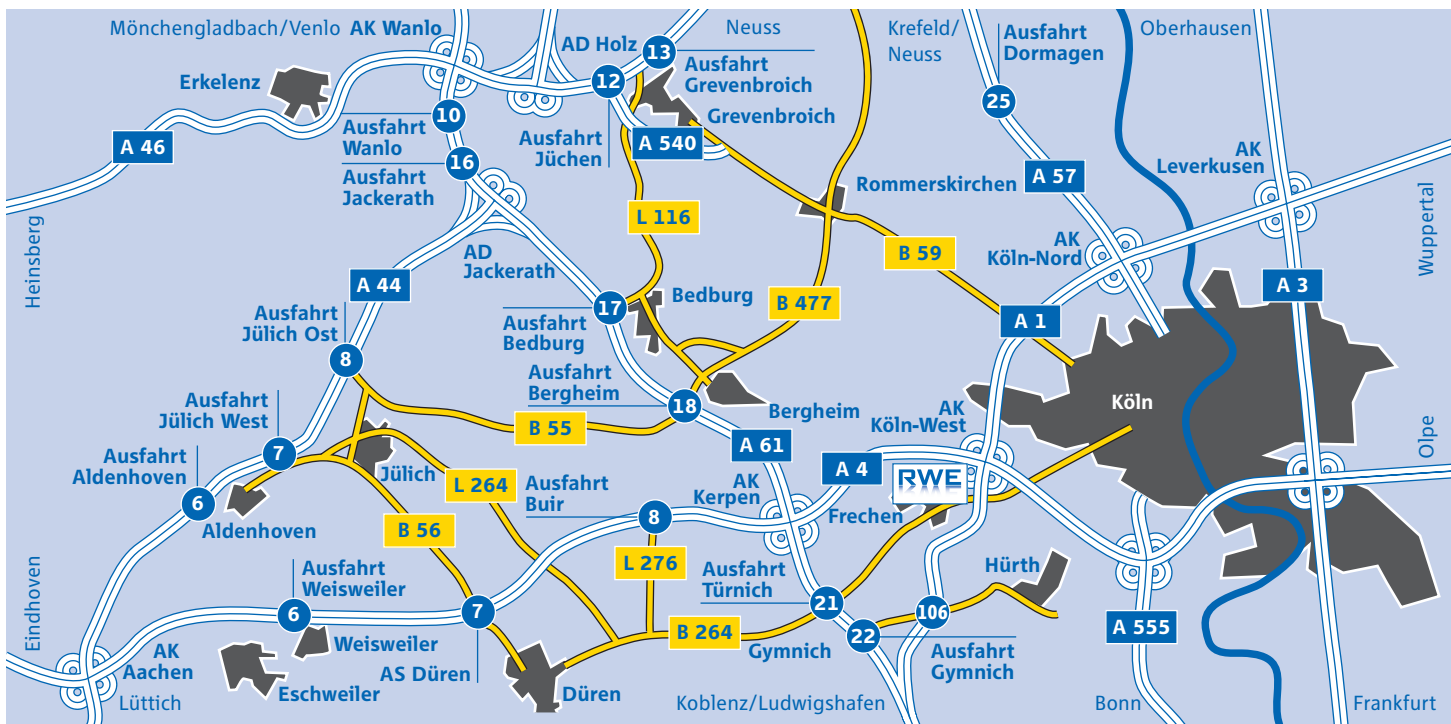 Mönchengladbach/Venlo AK Wanlo
AD Holz
13
Neuss
Krefeld/
Neuss
Ausfahrt
Dormagen
Oberhausen
Erkelenz
12
Ausfahrt
Grevenbroich
Grevenbroich
25
10
Ausfahrt
Wanlo
Ausfahrt
Jüchen
A 540
A 46
16
Ausfahrt
Jackerath
Rommerskirchen
A 57
AK
Leverkusen
L 116
Heinsberg
AD
Jackerath
B 59
AK
Köln-Nord
Wuppertal
A 44
Bedburg
B 477
A 3
Ausfahrt
Jülich Ost
17
Ausfahrt
Bedburg
A 1
8
Ausfahrt
Bergheim
18
Bergheim
Ausfahrt
Jülich West
B 55
AK
Köln-West
Köln
7
A 61
Olpe
Ausfahrt
Aldenhoven
Jülich
L 264
Ausfahrt
Buir
AK
Kerpen
A 4
RWE
6
Aldenhoven
B 56
8
Frechen
Eindhoven
Ausfahrt
Weisweiler
L 276
Ausfahrt
Türnich
Hürth
6
7
21
106
A 555
Weisweiler
B 264
22
Gymnich
Ausfahrt
Gymnich
AK
Aachen
Eschweiler
AS Düren
Düren
Lüttich
Koblenz/Ludwigshafen
Bonn
Frankfurt